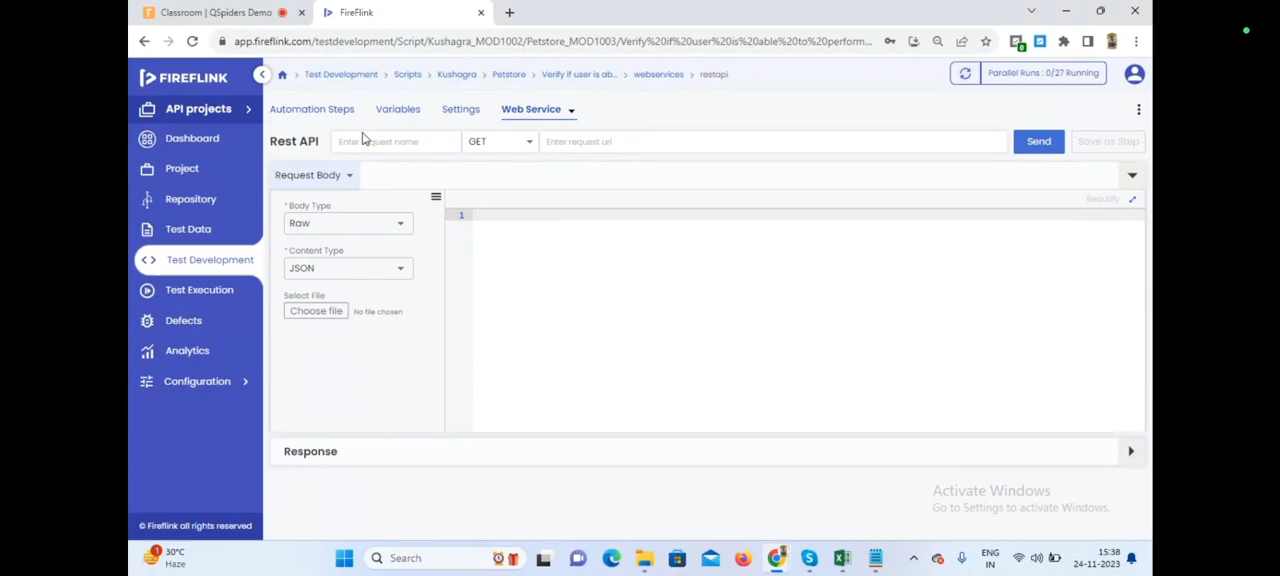 Classroom | QSpiders Demo
FireFlink
app.fireflink.com/testdevelopment/Script/Kushagra_MOD1002/Petstore_MOD1003/Verify%20if%20user%20is%20able%20to%20perform...
FIREFLINK
Test Development > Scripts > Kushagra > Petstore > Verify if user is ab... > webservices > restapi
Parallel Runs : 0/27 Running
API projects
Dashboard
Project
Repository
Test Data
Test Development
Test Execution
Defects
Analytics
Configuration
© Fireflink all rights reserved
Automation Steps
Variables
Settings
Web Service
Rest API
Enter request name
GET
Enter request url
Send
Save as Step
Request Body
Beautify
* Body Type
Raw
1
* Content Type
JSON
Select File
Choose file
No file chosen
Response
Activate Windows
Go to Settings to activate Windows.
1
30°C
Haze
Search
ENG
IN
15:38
24-11-2023